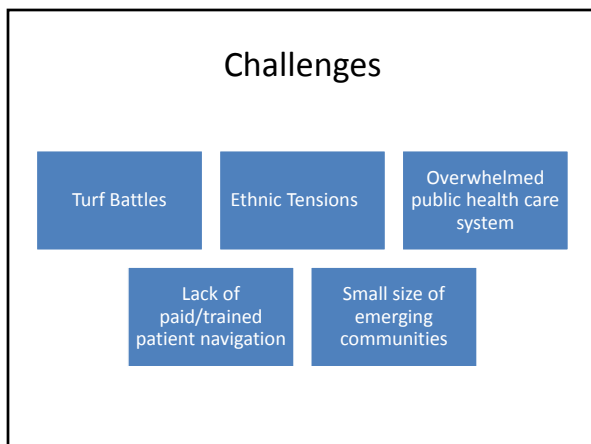 Challenges
Turf Battles
Ethnic Tensions
Overwhelmed
public health care
system
Lack of
paid/trained
patient navigation
Small size of
emerging
communities